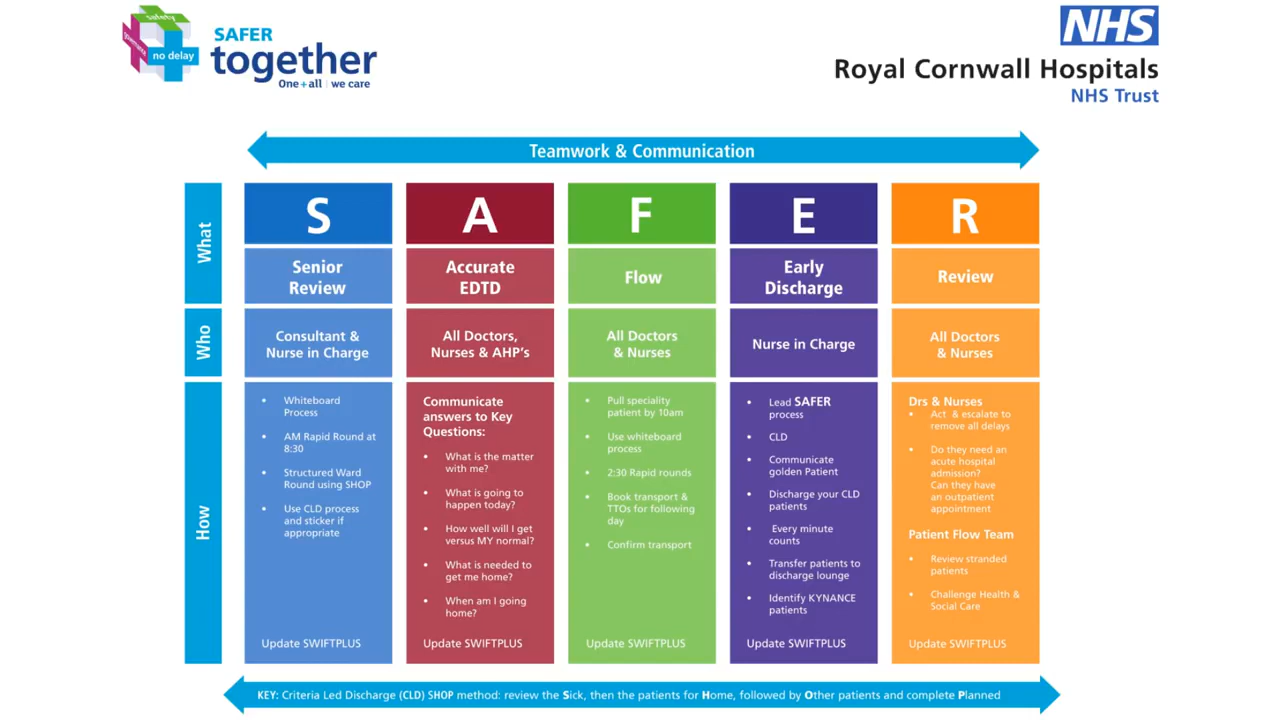 safety
openness
no delay
SAFER
together
One + all | we care
NHS
Royal Cornwall Hospitals
NHS Trust
Teamwork & Communication
What
S
A
F
E
R
Senior
Review
Accurate
EDTD
Flow
Early
Discharge
Review
Who
Consultant &
Nurse in Charge
All Doctors,
Nurses & AHP's
All Doctors
& Nurses
Nurse in Charge
All Doctors
& Nurses
How
• Whiteboard
Process
• AM Rapid Round at
8:30
• Structured Ward
Round using SHOP
• Use CLD process
and sticker if
appropriate
Update SWIFTPLUS
Communicate
answers to Key
Questions:
• What is the matter
with me?
• What is going to
happen today?
• How well will I get
versus MY normal?
• What is needed to
get me home?
• When am I going
home?
Update SWIFTPLUS
• Pull speciality
patient by 10am
• Use whiteboard
process
• 2:30 Rapid rounds
• Book transport &
TTOs for following
day
• Confirm transport
Update SWIFTPLUS
• Lead SAFER
process
• CLD
• Communicate
golden Patient
• Discharge your CLD
patients
• Every minute
counts
• Transfer patients to
discharge lounge
• Identify KYNANCE
patients
Update SWIFTPLUS
Drs & Nurses
• Act & escalate to
remove all delays
• Do they need an
acute hospital
admission?
Can they have
an outpatient
appointment
Patient Flow Team
• Review stranded
patients
• Challenge Health &
Social Care
Update SWIFTPLUS
KEY: Criteria Led Discharge (CLD) SHOP method: review the Sick, then the patients for Home, followed by Other patients and complete Planned